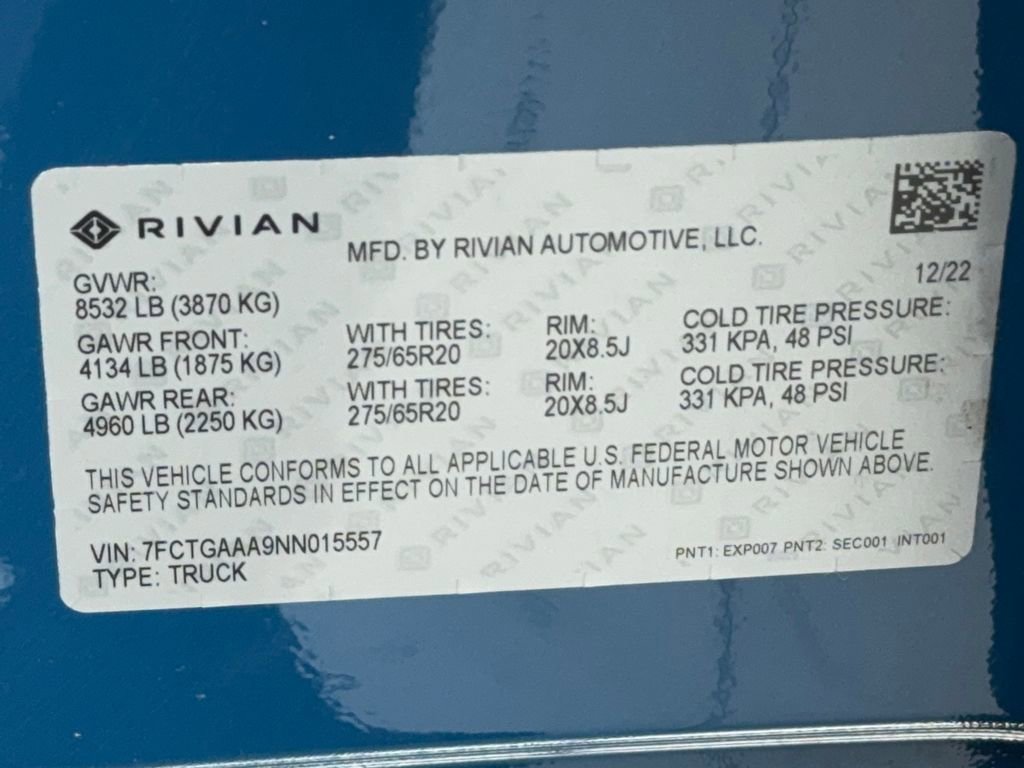 RIVIAN
MFD. BY RIVIAN AUTOMOTIVE, LLC.
12/22
GVWR:
8532 LB (3870 KG)
GAWR FRONT: WITH TIRES: RIM: COLD TIRE PRESSURE:
4134 LB (1875 KG) 275/65R20 20X8.5J 331 KPA, 48 PSI
GAWR REAR: WITH TIRES: RIM: COLD TIRE PRESSURE:
4960 LB (2250 KG) 275/65R20 20X8.5J 331 KPA, 48 PSI
THIS VEHICLE CONFORMS TO ALL APPLICABLE U.S. FEDERAL MOTOR VEHICLE
SAFETY STANDARDS IN EFFECT ON THE DATE OF MANUFACTURE SHOWN ABOVE.
VIN: 7FCTGAAA9NN015557
TYPE: TRUCK
PNT1: EXP007 PNT2: SEC001 INT001